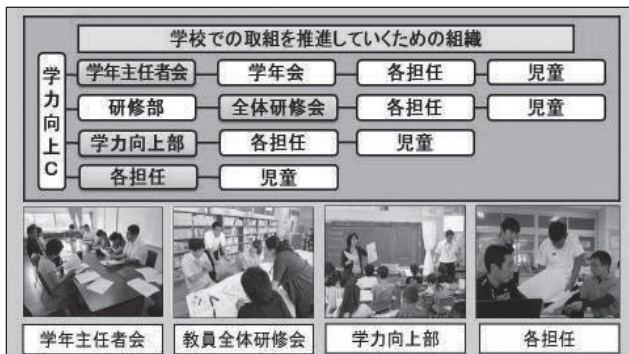 学校での取組を推進していくための組織
学力向上C
学年主任者会 学年会 各担任 児童
研修部 全体研修会 各担任 児童
学力向上部 各担任 児童
各担任 児童
学年主任者会 教員全体研修会 学力向上部 各担任